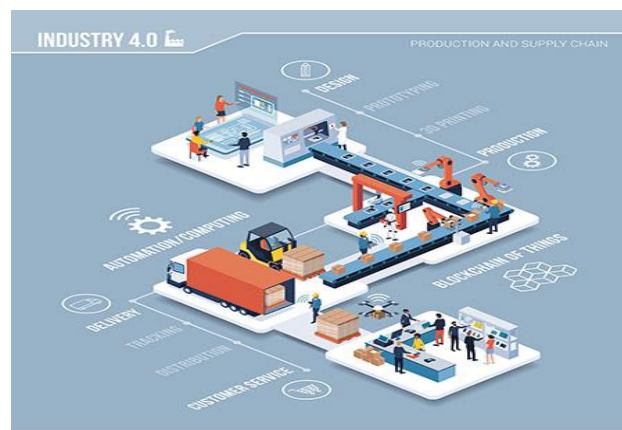 INDUSTRY 4.0
PRODUCTION AND SUPPLY CHAIN
DESIGN
PROTOTYPING
3D PRINTING
PRODUCTION
AUTOMATION/COMPUTING
BLOCKCHAIN OF THINGS
DELIVERY
TRACKING
DISTRIBUTION
CUSTOMER SERVICE